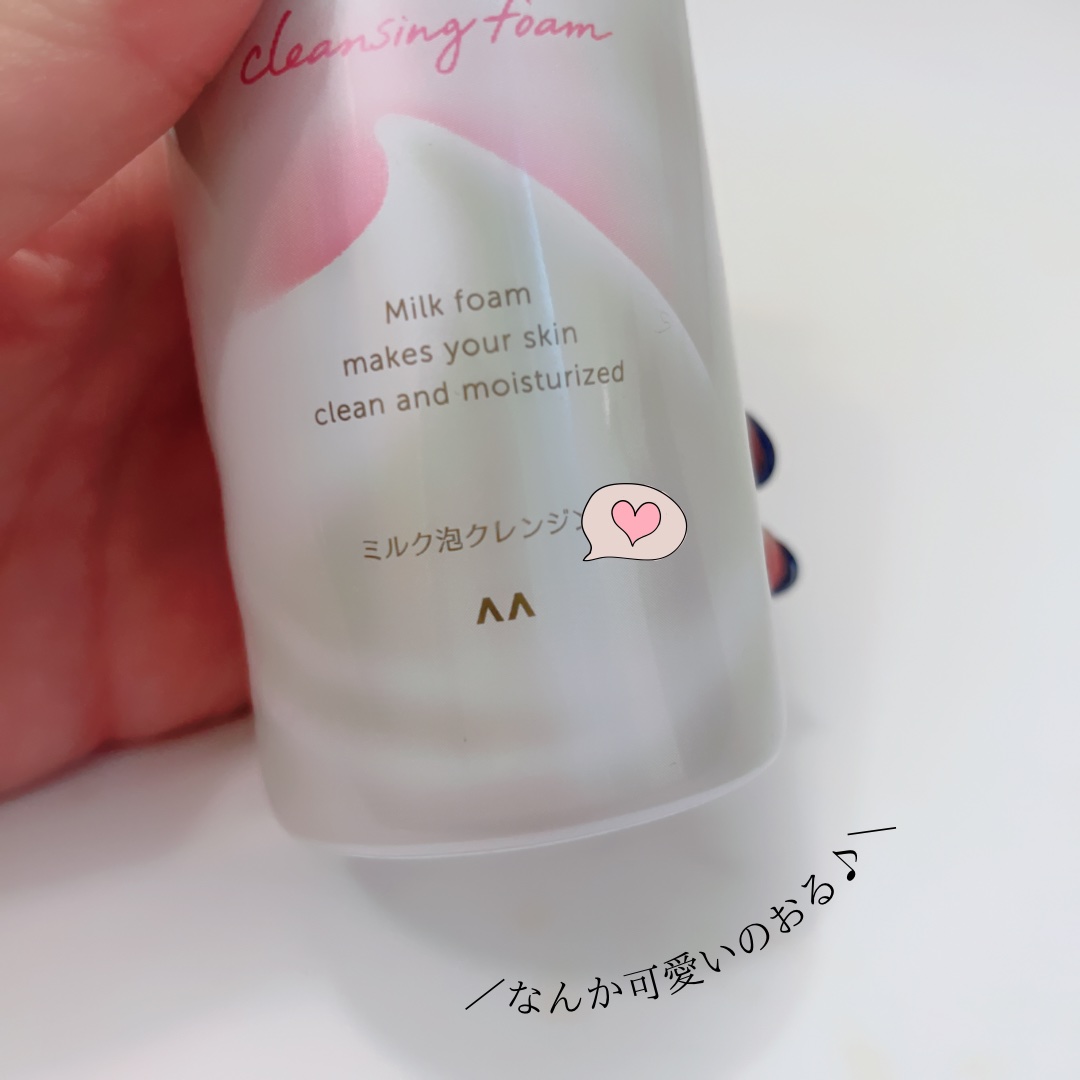 cleansing foam
Milk foam
makes your skin
clean and moisturized
ミルク泡クレンジン
なんか可愛いのおる♪